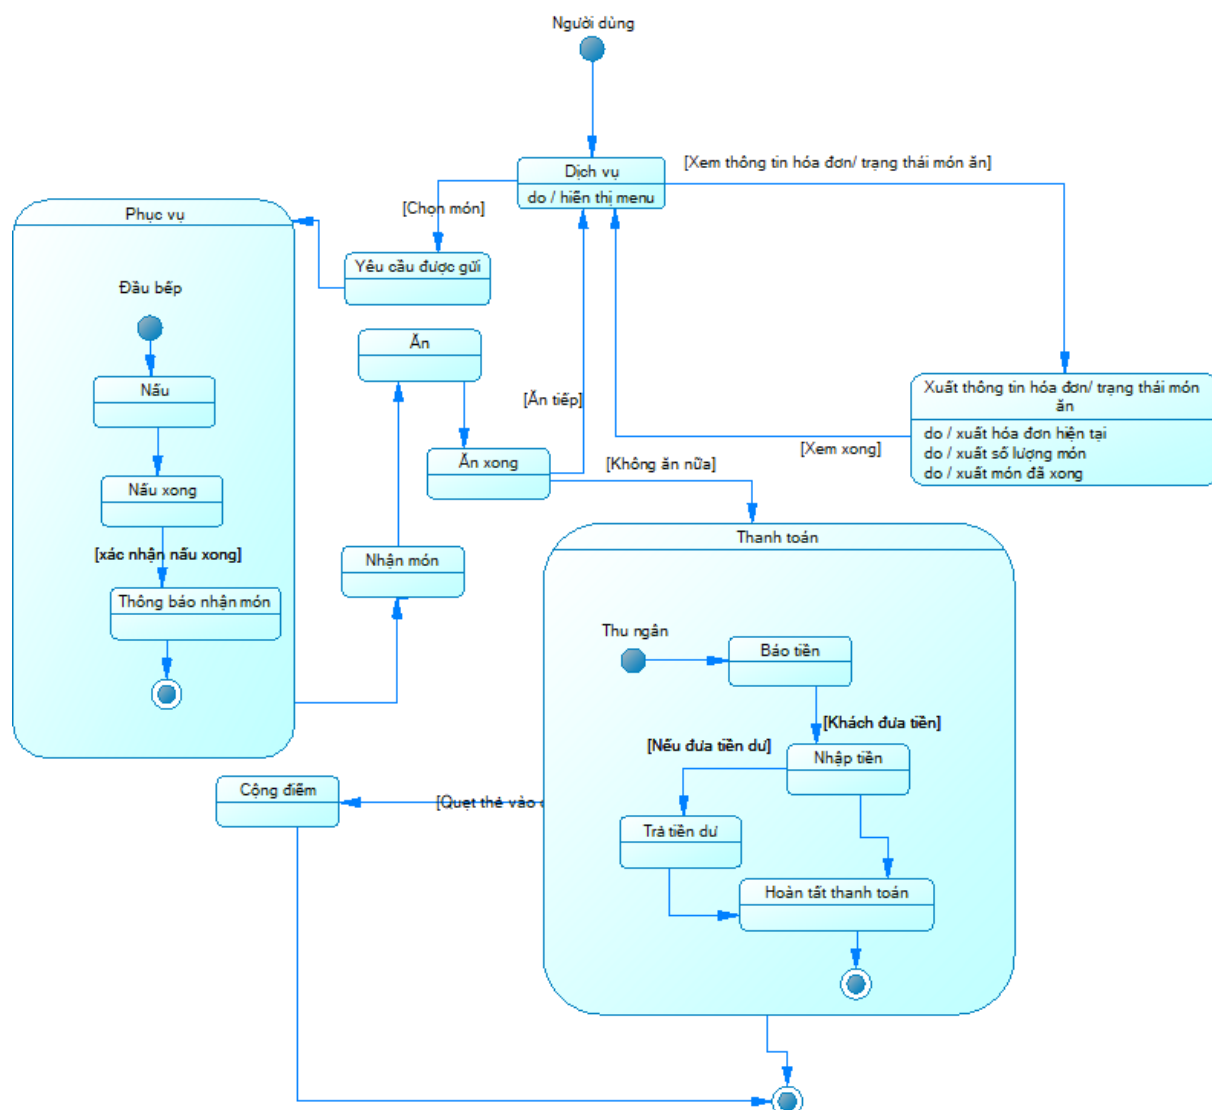 Người dùng
Dịch vụ
do / hiển thị menu
[Xem thông tin hóa đơn/ trạng thái món ăn]
[Chọn món]
Phục vụ
Yêu cầu được gửi
Đầu bếp
Ăn
Nấu
Xuất thông tin hóa đơn/ trạng thái món
ăn
do / xuất hóa đơn hiện tại
do / xuất số lượng món
do / xuất món đã xong
[Ăn tiếp]
[Xem xong]
Ăn xong
[Không ăn nữa]
Nấu xong
Thanh toán
[xác nhận nấu xong]
Nhận món
Thông báo nhận món
Thu ngân
Báo tiền
[Khách đưa tiền]
[Nếu đưa tiền dư]
Nhập tiền
Cộng điểm
[Quẹt thẻ vào
Trả tiền dư
Hoàn tất thanh toán